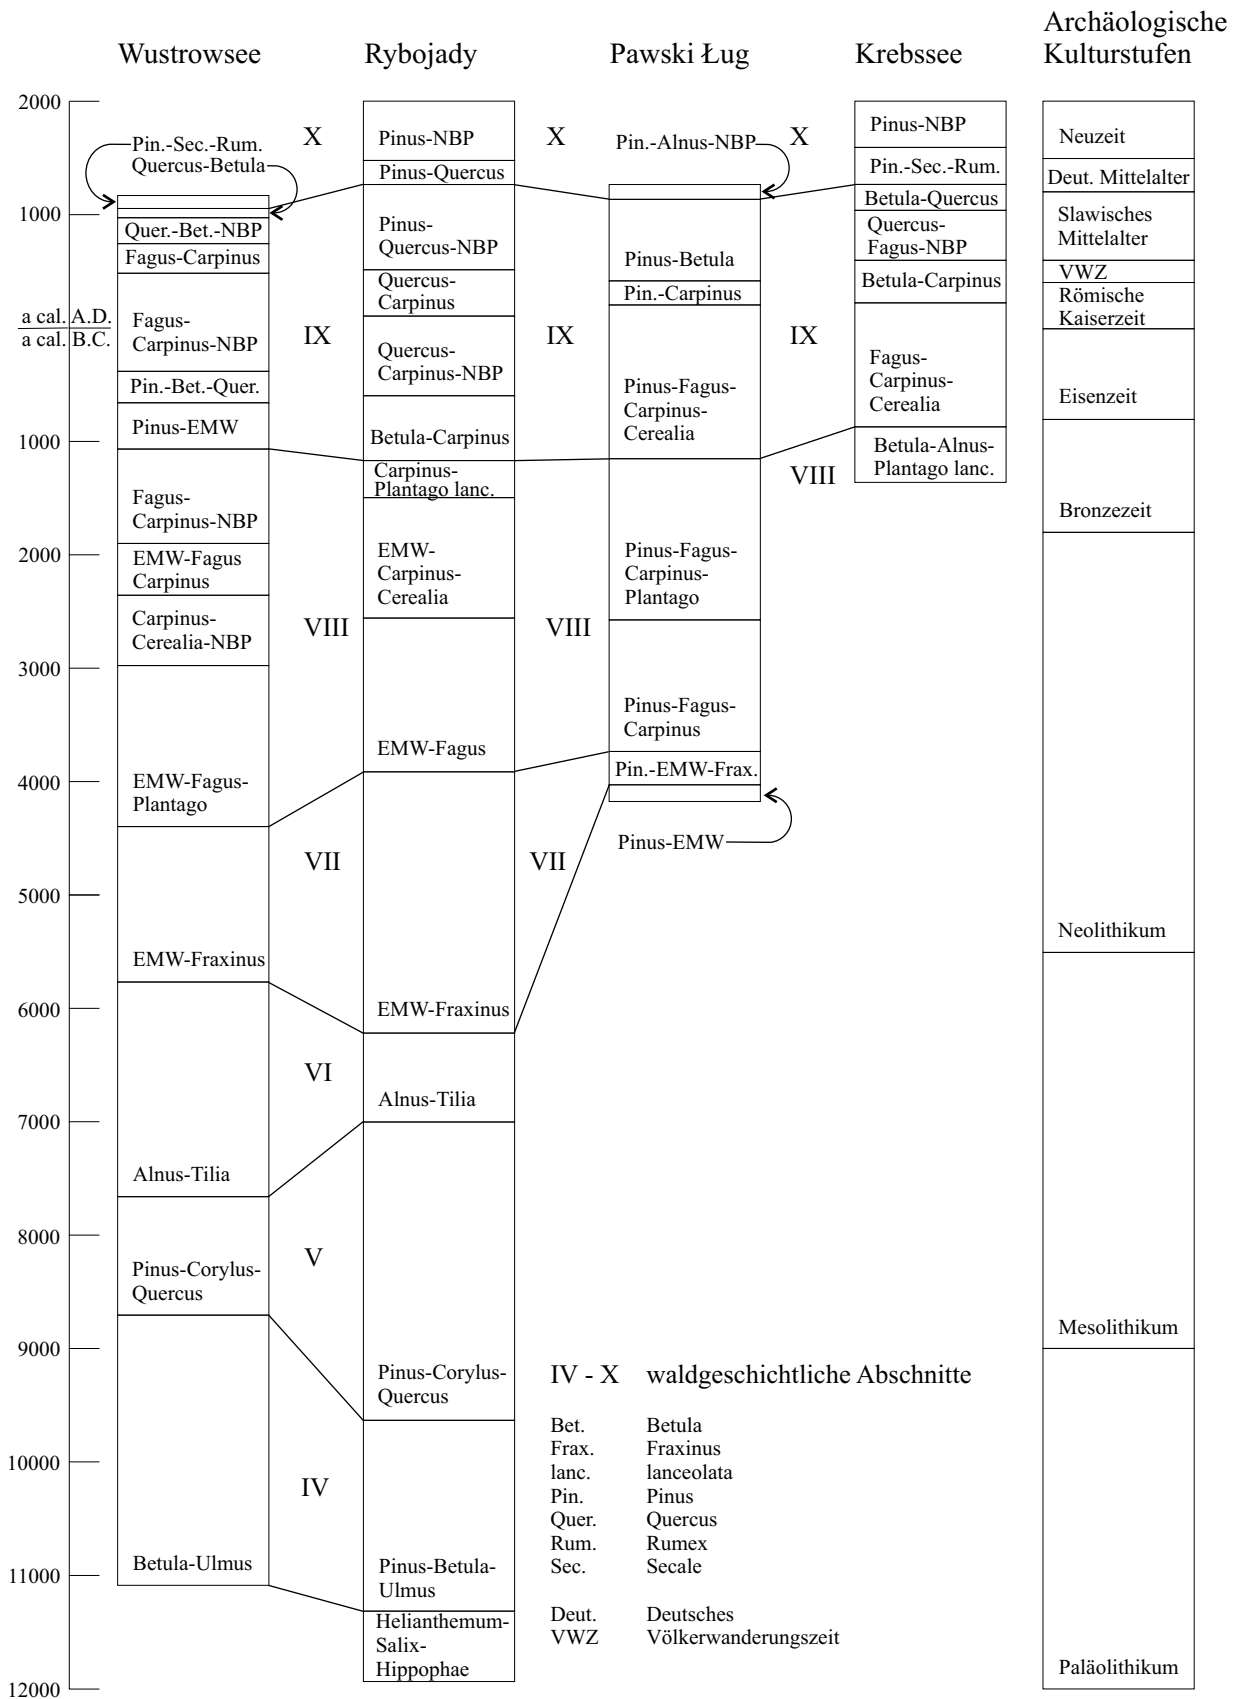 Archäologische
Kulturstufen
Wustrowsee
Rybojady
Pawski Ług
Krebssee
2000
1000
a cal. A.D.
a cal. B.C.
1000
2000
3000
4000
5000
6000
7000
8000
9000
10000
11000
12000
Pin.-Sec.-Rum.
Quercus-Betula
Quer.-Bet.-NBP
Fagus-Carpinus
Fagus-
Carpinus-NBP
Pin.-Bet.-Quer.
Pinus-EMW
Fagus-
Carpinus-NBP
EMW-Fagus
Carpinus
Carpinus-
Cerealia-NBP
EMW-Fagus-
Plantago
EMW-Fraxinus
Alnus-Tilia
Pinus-Corylus-
Quercus
Betula-Ulmus
X
IX
VIII
VII
VI
V
IV
Pinus-NBP
Pinus-Quercus
Pinus-
Quercus-NBP
Quercus-
Carpinus
Quercus-
Carpinus-NBP
Betula-Carpinus
Carpinus-
Plantago lanc.
EMW-
Carpinus-
Cerealia
EMW-Fagus
EMW-Fraxinus
Alnus-Tilia
Pinus-Corylus-
Quercus
Pinus-Betula-
Ulmus
Helianthemum-
Salix-
Hippophae
X
IX
VIII
VII
Pin.-Alnus-NBP
Pinus-Betula
Pin.-Carpinus
Pinus-Fagus-
Carpinus-
Cerealia
Pinus-Fagus-
Carpinus-
Plantago
Pinus-Fagus-
Carpinus
Pin.-EMW-Frax.
Pinus-EMW
X
IX
VIII
Pinus-NBP
Pin.-Sec.-Rum.
Betula-Quercus
Quercus-
Fagus-NBP
Betula-Carpinus
Fagus-
Carpinus-
Cerealia
Betula-Alnus-
Plantago lanc.
Neuzeit
Deut. Mittelalter
Slawisches
Mittelalter
VWZ
Römische
Kaiserzeit
Eisenzeit
Bronzezeit
Neolithikum
Mesolithikum
Paläolithikum
IV - X waldgeschichtliche Abschnitte
Bet. Betula
Frax. Fraxinus
lanc. lanceolata
Pin. Pinus
Quer. Quercus
Rum. Rumex
Sec. Secale
Deut. Deutsches
VWZ Völkerwanderungszeit